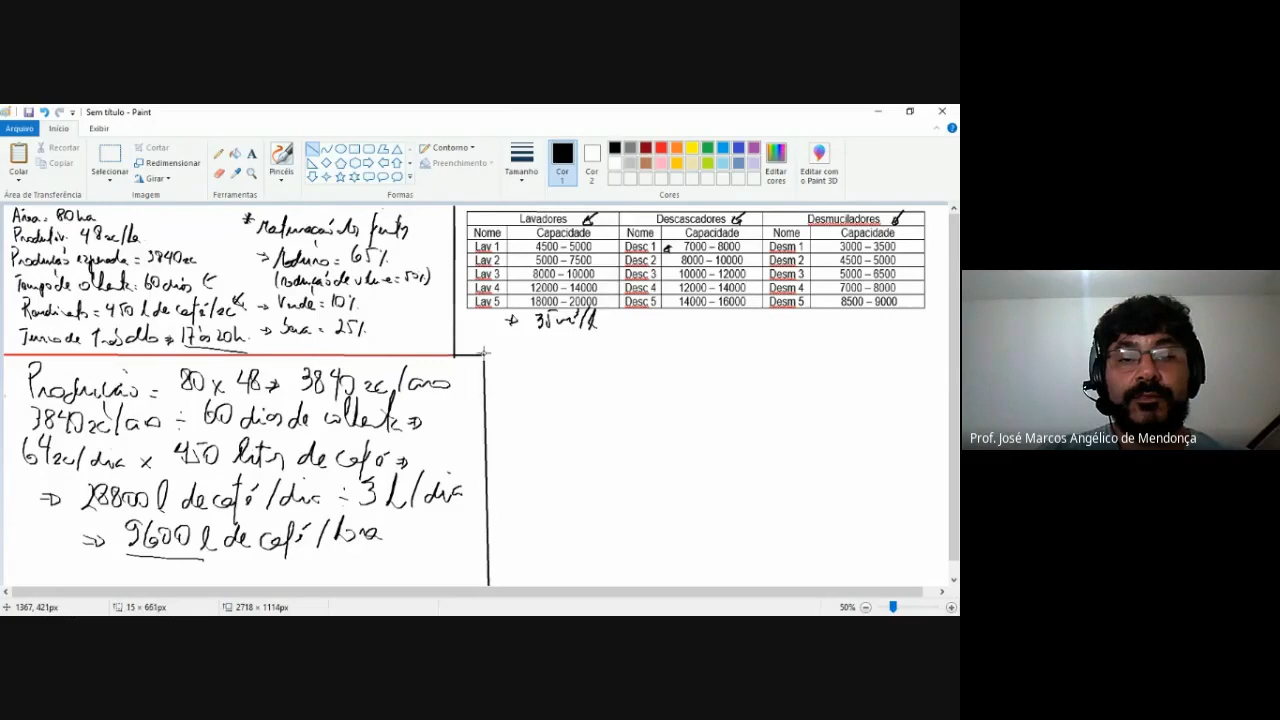 Sem título - Paint
Arquivo
Início
Exibir
Colar
Recortar
Copiar
Área de Transferência
Selecionar
Cortar
Redimensionar
Girar
Imagem
Ferramentas
Pincéis
Contorno
Preenchimento
Formas
Tamanho
Cor 1
Cor 2
Editar cores
Editar com o Paint 3D
Cores
Área = 80 ha
Produtiv. 48 sc/ha
Produção esperada = 3840 sc
Tempo de colheita: 60 dias
Rendimento = 450 l de café/sc
Turno de trabalho ⇒ 17 às 20h
* maturação dos frutos
→ Maduro = 65%
→ Verde = 10%
→ bóia = 25%
Lavadores Descascadores Desmuciladores
Nome Capacidade Nome Capacidade Nome Capacidade
Lav 1 4500 – 5000 Desc 1 7000 – 8000 Desm 1 3000 – 3500
Lav 2 5000 – 7500 Desc 2 8000 – 10000 Desm 2 4500 – 5000
Lav 3 8000 – 10000 Desc 3 10000 – 12000 Desm 3 5000 – 6500
Lav 4 12000 – 14000 Desc 4 12000 – 14000 Desm 4 7000 – 8000
Lav 5 18000 – 20000 Desc 5 14000 – 16000 Desm 5 8500 – 9000
Produção = 80 x 48 ⇒ 3840 sc/ano
3840 sc/ano ÷ 60 dias de colheita ⇒
64 sc/dia x 450 litros de café ⇒
⇒ 28800 l de café/dia ÷ 3 h/dia
⇒ 9600 l de café/hora
1367, 421px
15 × 661px
2718 × 1114px
50%
Prof. José Marcos Angélico de Mendonça